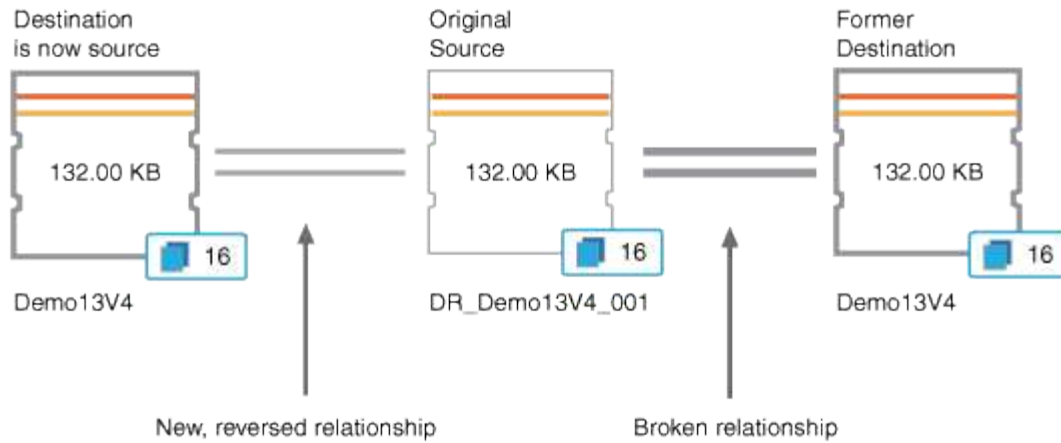 Destination
is now source
Original
Source
Former
Destination
132.00 KB
132.00 KB
132.00 KB
16
16
16
Demo13V4
DR_Demo13V4_001
Demo13V4
New, reversed relationship
Broken relationship